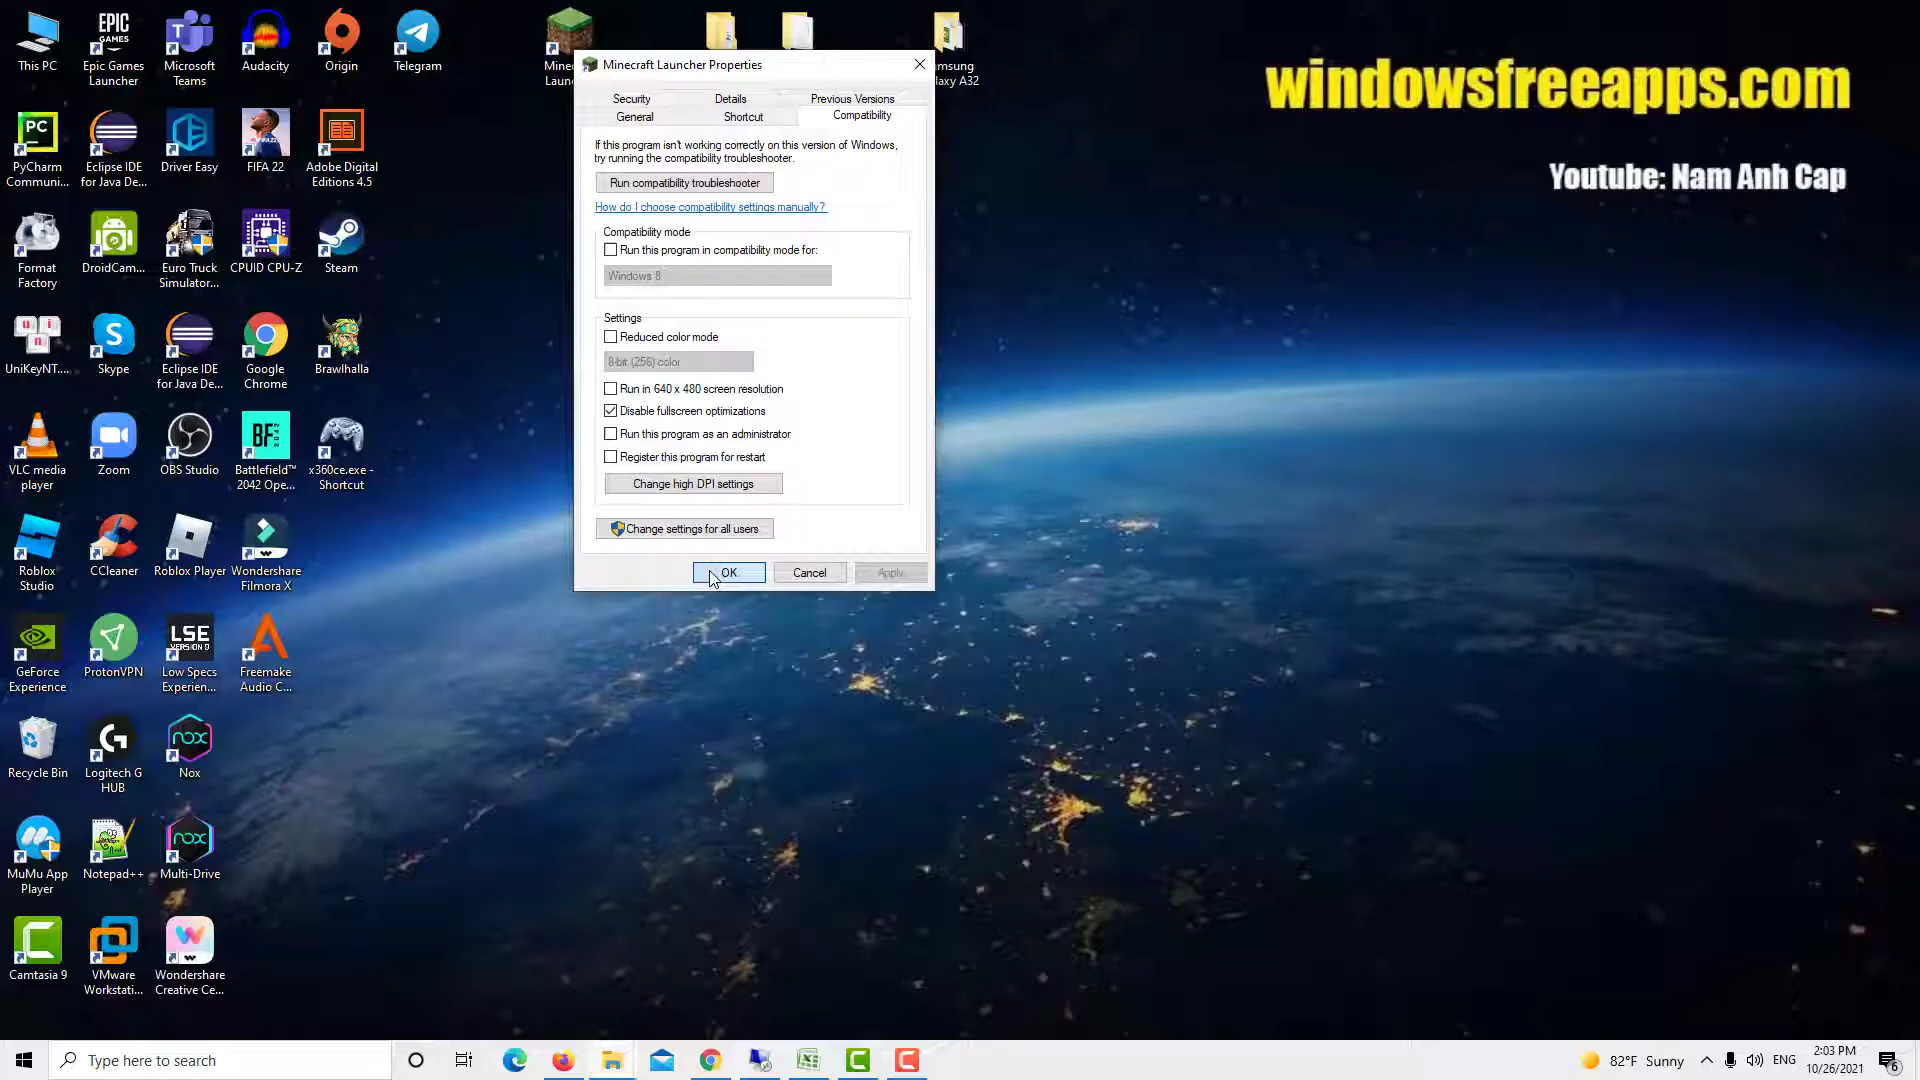 This PC
EPIC
GAMES
Epic Games
Launcher
Microsoft
Teams
Audacity
Origin
Telegram
windowsfreeapps.com
Youtube: Nam Anh Cap
Minecraft Launcher Properties
Security
Details
Previous Versions
General
Shortcut
Compatibility
If this program isn't working correctly on this version of Windows,
try running the compatibility troubleshooter.
Run compatibility troubleshooter
How do I choose compatibility settings manually?
Compatibility mode
Run this program in compatibility mode for:
Windows 8
Settings
Reduced color mode
8-bit (256) color
Run in 640 x 480 screen resolution
Disable fullscreen optimizations
Run this program as an administrator
Register this program for restart
Change high DPI settings
Change settings for all users
OK
Cancel
Apply
PC
PyCharm
Communi...
Eclipse IDE
for Java De...
Driver Easy
FIFA 22
Adobe Digital
Editions 4.5
Format
Factory
DroidCam...
Euro Truck
Simulator...
CPUID CPU-Z
Steam
UniKeyNT....
Skype
Eclipse IDE
for Java De...
Google
Chrome
Brawlhalla
VLC media
player
Zoom
OBS Studio
BF
Battlefield™
2042 Ope...
x360ce.exe -
Shortcut
Roblox
Studio
CCleaner
Roblox Player
Wondershare
Filmora X
GeForce
Experience
ProtonVPN
LSE
Low Specs
Experien...
Freemake
Audio C...
Recycle Bin
Logitech G
HUB
nox
Nox
MuMu App
Player
Notepad++
nox
Multi-Drive
Camtasia 9
VMware
Workstati...
Wondershare
Creative Ce...
Type here to search
82°F Sunny
ENG
2:03 PM
10/26/2021
6